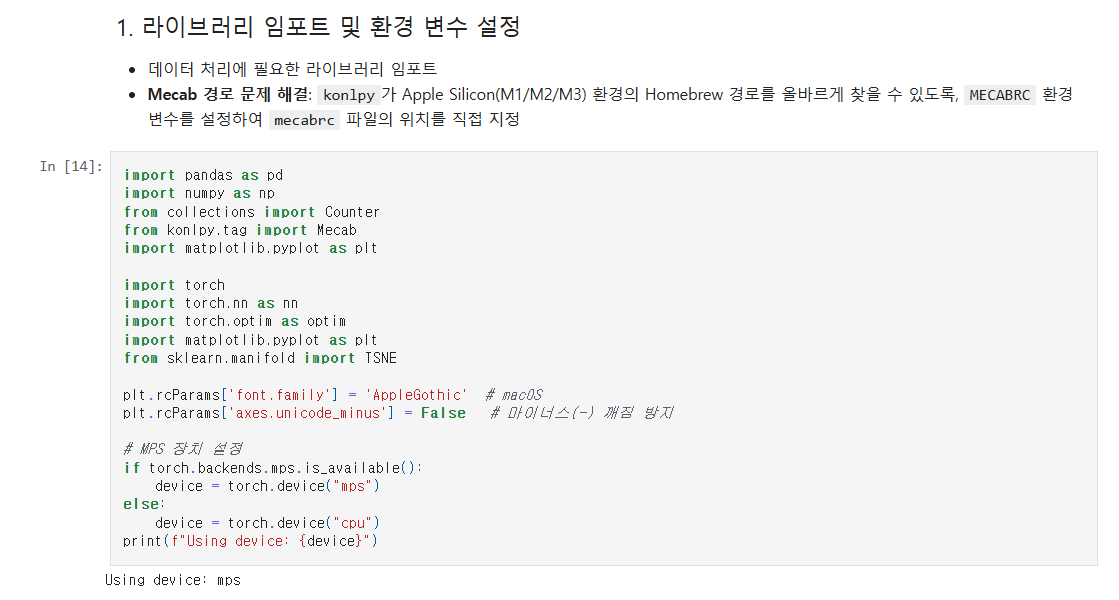 1. 라이브러리 임포트 및 환경 변수 설정
• 데이터 처리에 필요한 라이브러리 임포트
• Mecab 경로 문제 해결: konlpy 가 Apple Silicon(M1/M2/M3) 환경의 Homebrew 경로를 올바르게 찾을 수 있도록, MECABRC 환경
변수를 설정하여 mecabrc 파일의 위치를 직접 지정
In [14]:
import pandas as pd
import numpy as np
from collections import Counter
from konlpy.tag import Mecab
import matplotlib.pyplot as plt

import torch
import torch.nn as nn
import torch.optim as optim
import matplotlib.pyplot as plt
from sklearn.manifold import TSNE

plt.rcParams['font.family'] = 'AppleGothic'  # macOS
plt.rcParams['axes.unicode_minus'] = False   # 마이너스(-) 깨짐 방지

# MPS 장치 설정
if torch.backends.mps.is_available():
    device = torch.device("mps")
else:
    device = torch.device("cpu")
print(f"Using device: {device}")
Using device: mps